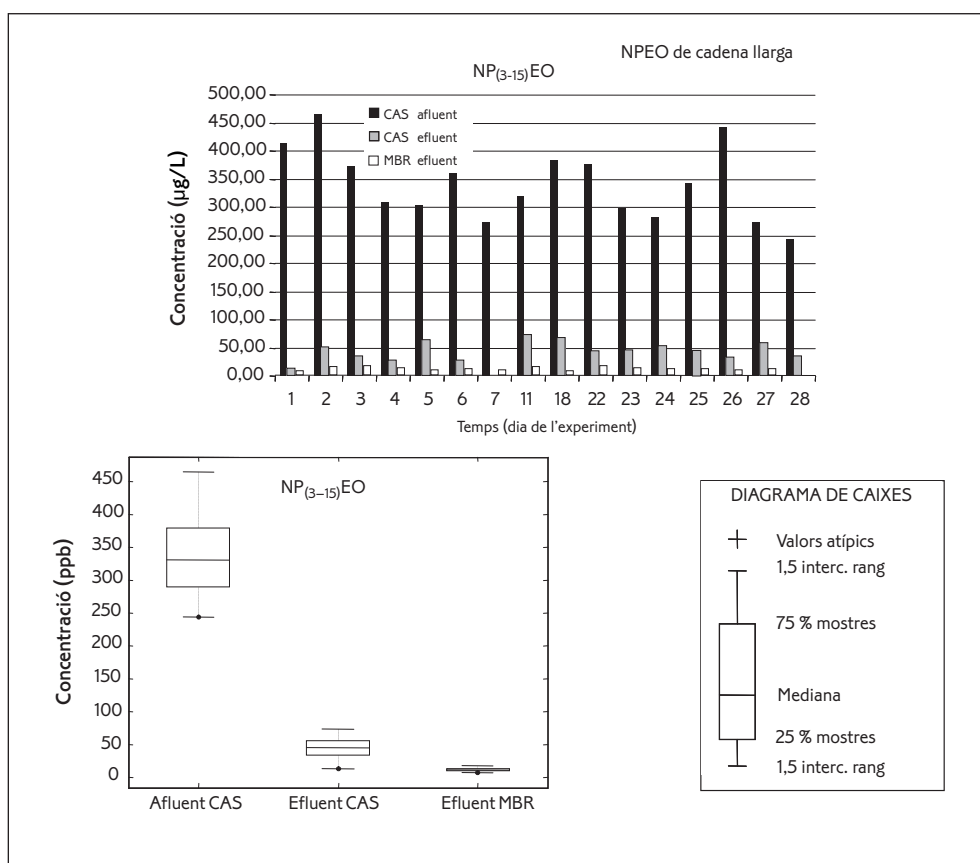 NPEO de cadena llarga
NP(3-15)EO
Concentració (µg/L)
500,00
450,00
400,00
350,00
300,00
250,00
200,00
150,00
100,00
50,00
0,00
CAS afluent
CAS efluent
MBR efluent
1 2 3 4 5 6 7 11 18 22 23 24 25 26 27 28
Temps (dia de l'experiment)
NP(3–15)EO
Concentració (ppb)
450
400
350
300
250
200
150
100
50
0
Afluent CAS Efluent CAS Efluent MBR
DIAGRAMA DE CAIXES
Valors atípics
1,5 interc. rang
75 % mostres
Mediana
25 % mostres
1,5 interc. rang